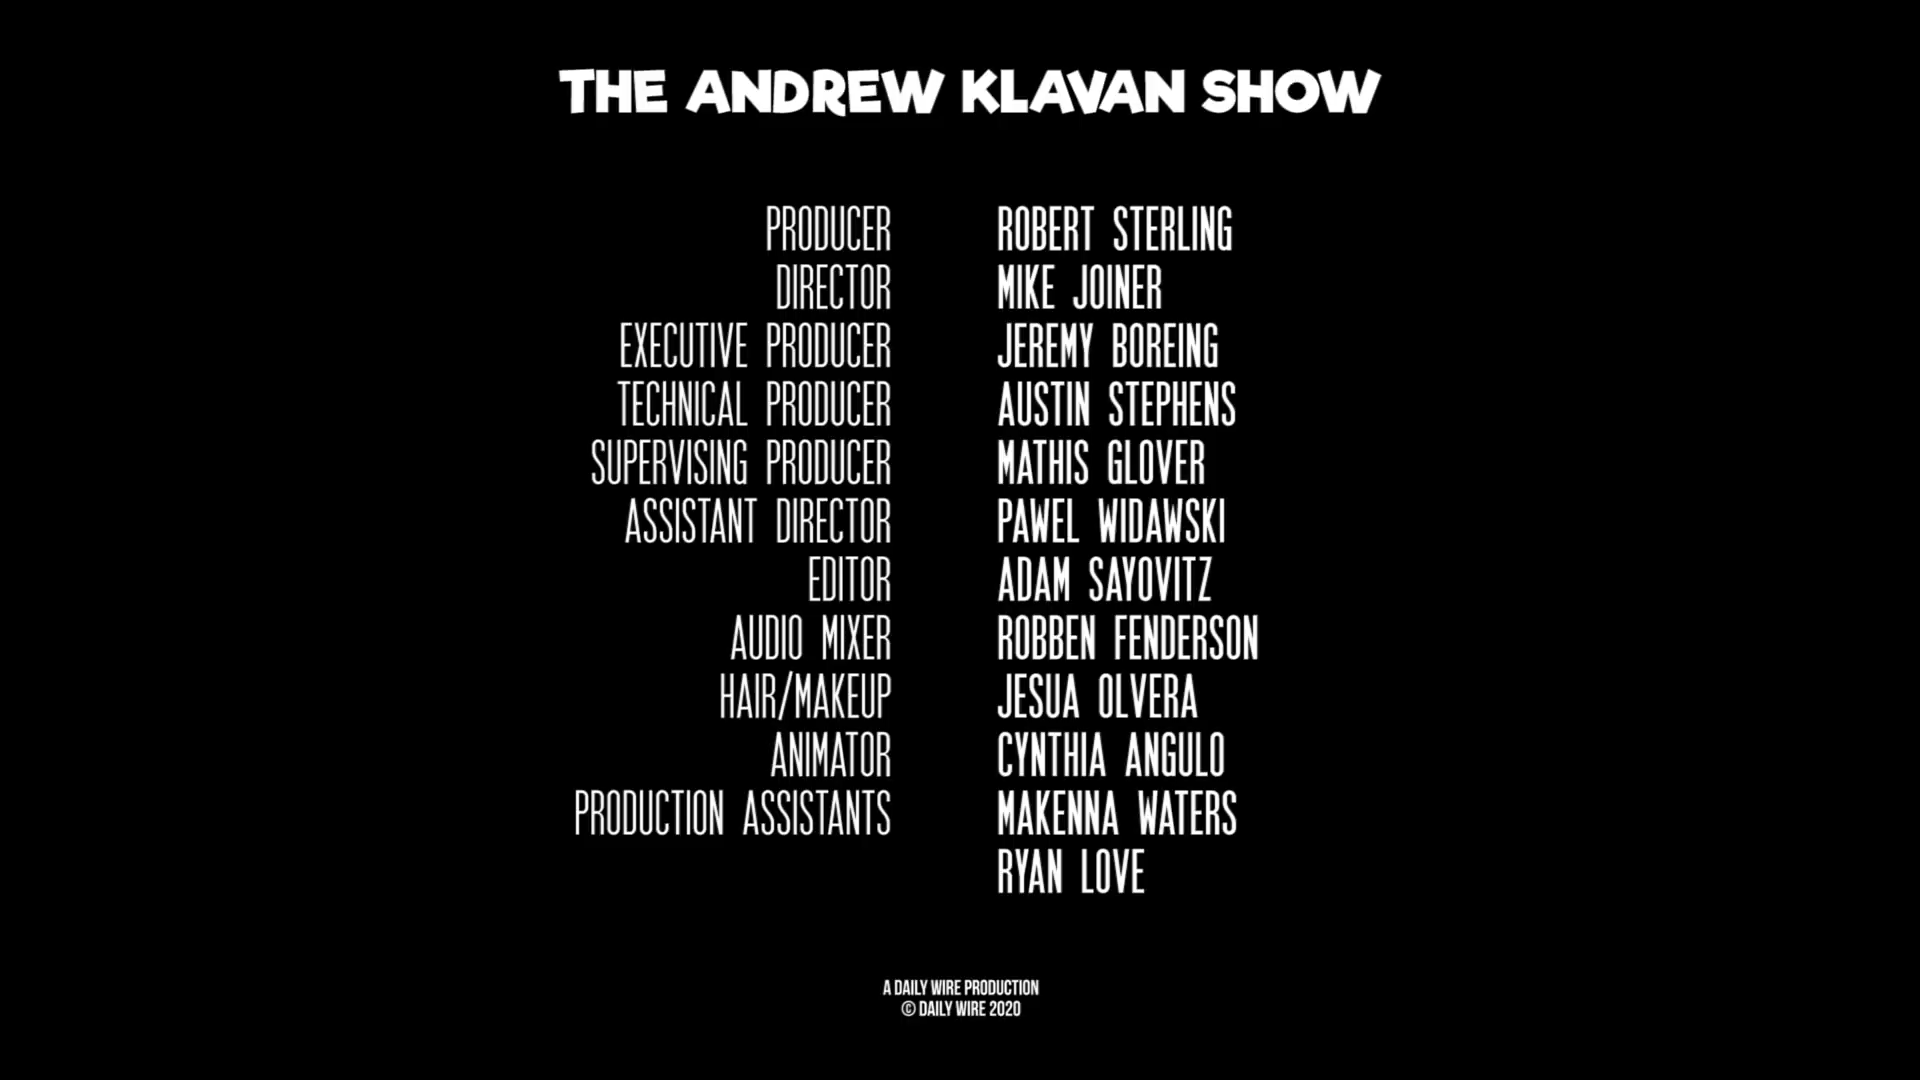 THE ANDREW KLAVAN SHOW
PRODUCER ROBERT STERLING
DIRECTOR MIKE JOINER
EXECUTIVE PRODUCER JEREMY BOREING
TECHNICAL PRODUCER AUSTIN STEPHENS
SUPERVISING PRODUCER MATHIS GLOVER
ASSISTANT DIRECTOR PAWEL WIDAWSKI
EDITOR ADAM SAYOVITZ
AUDIO MIXER ROBBEN FENDERSON
HAIR/MAKEUP JESUA OLVERA
ANIMATOR CYNTHIA ANGULO
PRODUCTION ASSISTANTS MAKENNA WATERS
RYAN LOVE
A DAILY WIRE PRODUCTION
© DAILY WIRE 2020